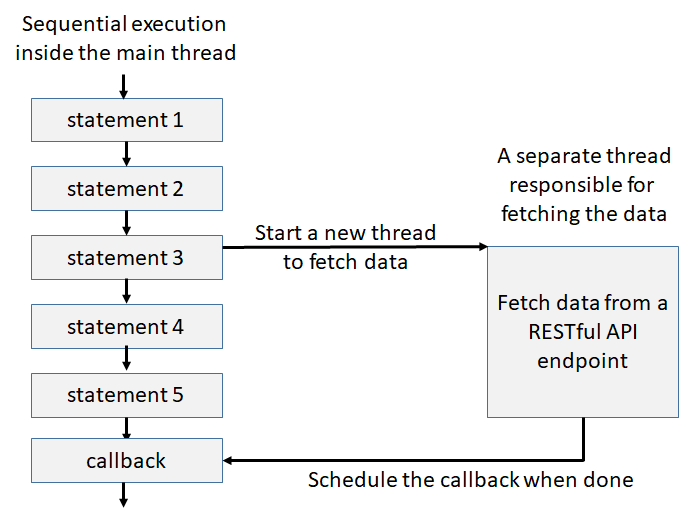 Sequential execution
inside the main thread
statement 1
statement 2
statement 3
statement 4
statement 5
callback
Start a new thread
to fetch data
A separate thread
responsible for
fetching the data
Fetch data from a
RESTful API
endpoint
Schedule the callback when done